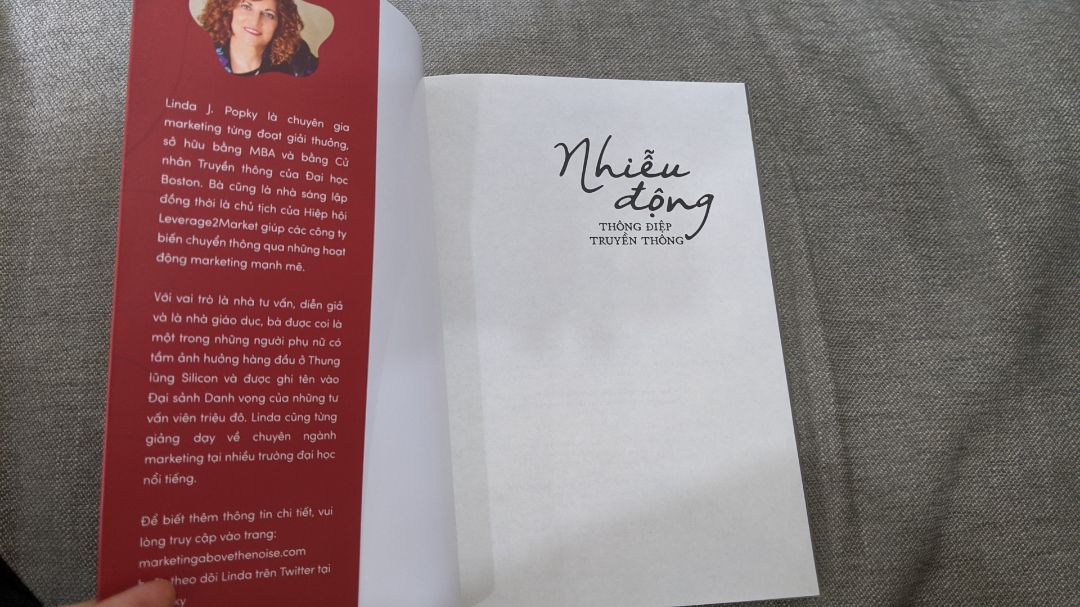 Linda J. Popky là chuyên gia
marketing từng đoạt giải thưởng,
sở hữu bằng MBA và bằng Cử
nhân Truyền thông của Đại học
Boston. Bà cũng là nhà sáng lập
đồng thời là chủ tịch của Hiệp hội
Leverage2Market giúp các công ty
biến chuyển thông qua những hoạt
động marketing mạnh mẽ.
Với vai trò là nhà tư vấn, diễn giả
và là nhà giáo dục, bà được coi là
một trong những người phụ nữ có
tầm ảnh hưởng hàng đầu ở Thung
lũng Silicon và được ghi tên vào
Đại sảnh Danh vọng của những tư
vấn viên triệu đô. Linda cũng từng
giảng dạy về chuyên ngành
marketing tại nhiều trường đại học
nổi tiếng.
Để biết thêm thông tin chi tiết, vui
lòng truy cập vào trang:
marketingabovethenoise.com
theo dõi Linda trên Twitter tại
Nhiễu
động
THÔNG ĐIỆP
TRUYỀN THÔNG